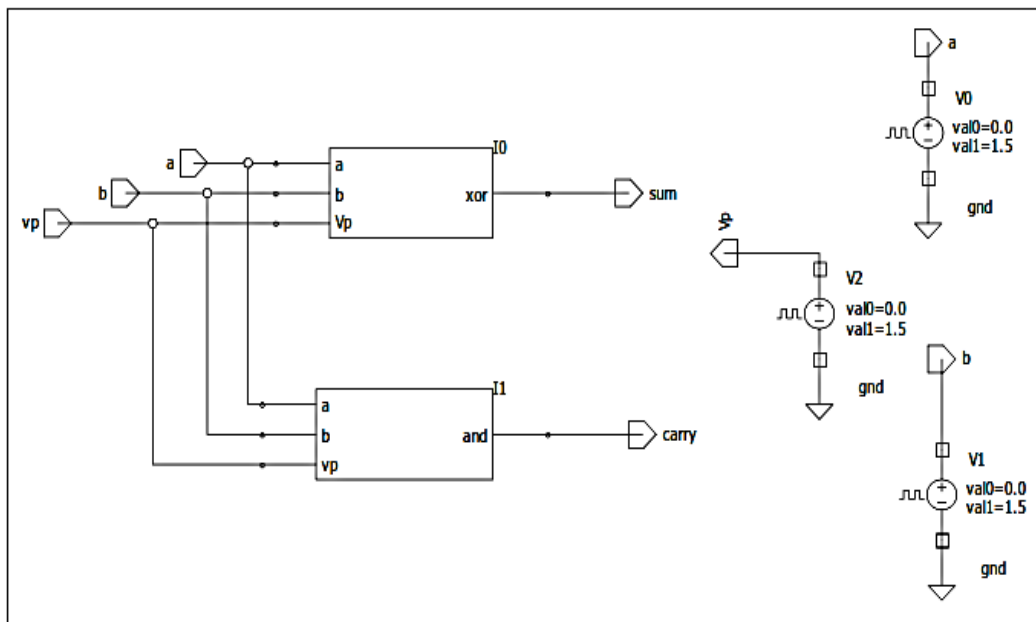 a
V0
val0=0.0
val1=1.5
gnd
I0
a
a
b
b
xor
sum
vp
Vp
Vp
V2
val0=0.0
val1=1.5
gnd
b
I1
a
b
and
carry
vp
V1
val0=0.0
val1=1.5
gnd